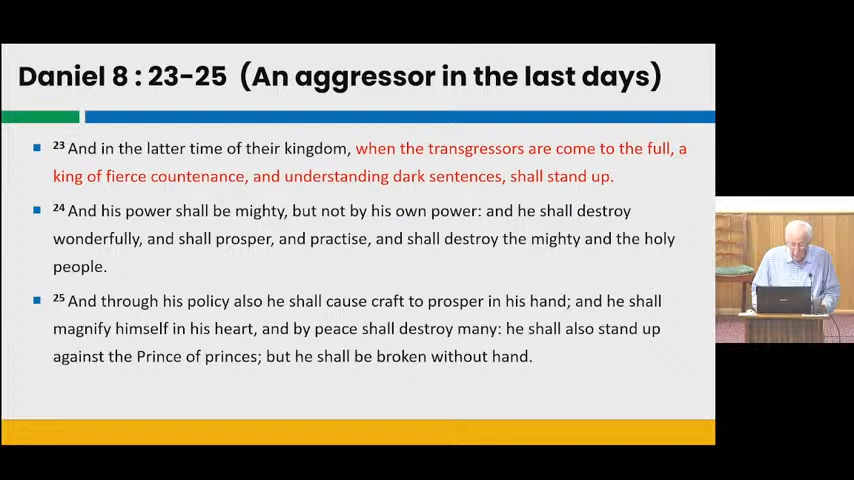 Daniel 8 : 23-25 (An aggressor in the last days)
23 And in the latter time of their kingdom, when the transgressors are come to the full, a
king of fierce countenance, and understanding dark sentences, shall stand up.
24 And his power shall be mighty, but not by his own power: and he shall destroy
wonderfully, and shall prosper, and practise, and shall destroy the mighty and the holy
people.
25 And through his policy also he shall cause craft to prosper in his hand; and he shall
magnify himself in his heart, and by peace shall destroy many: he shall also stand up
against the Prince of princes; but he shall be broken without hand.